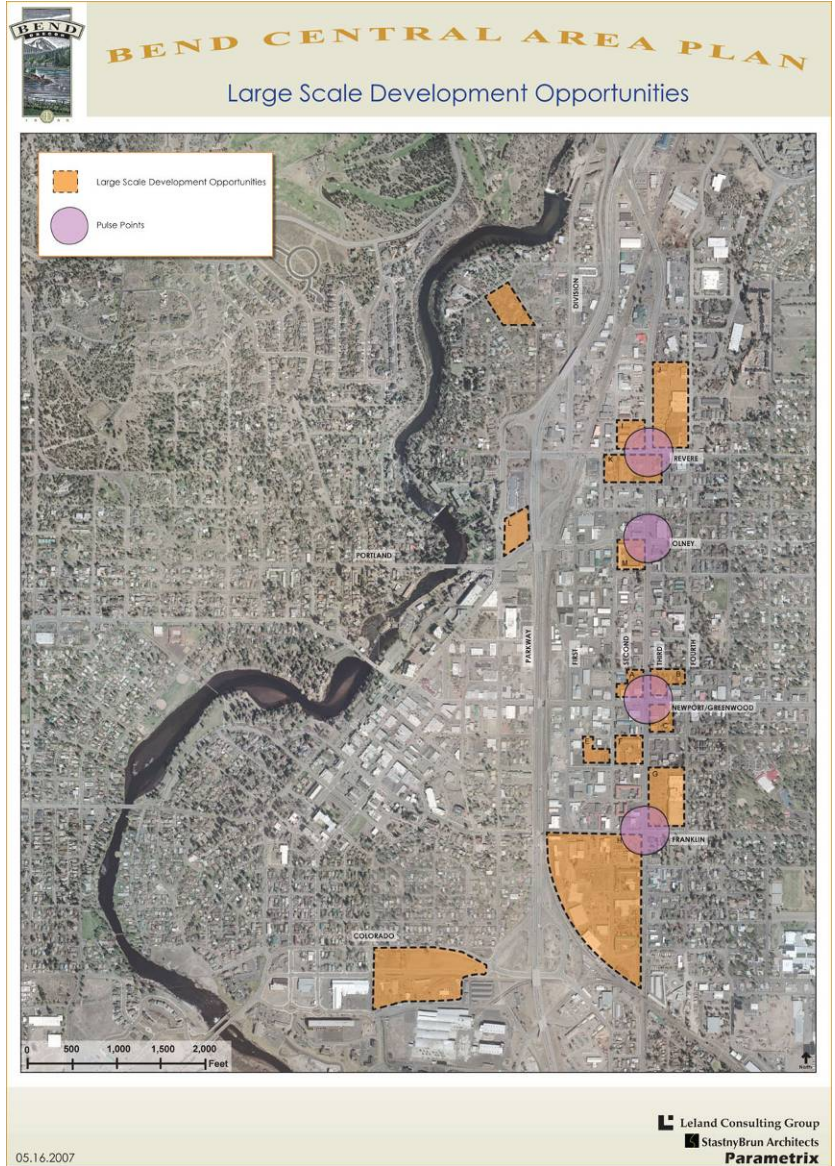 BEND
OREGON
BEND CENTRAL AREA PLAN
Large Scale Development Opportunities
Large Scale Development Opportunities
Pulse Points
DIVISION
REVERE
OLNEY
PORTLAND
PARKWAY
FIRST
SECOND
THIRD
FOURTH
NEWPORT/GREENWOOD
G
FRANKLIN
COLORADO
0 500 1,000 1,500 2,000
Feet
North
Leland Consulting Group
StastnyBrun Architects
Parametrix
05.16.2007